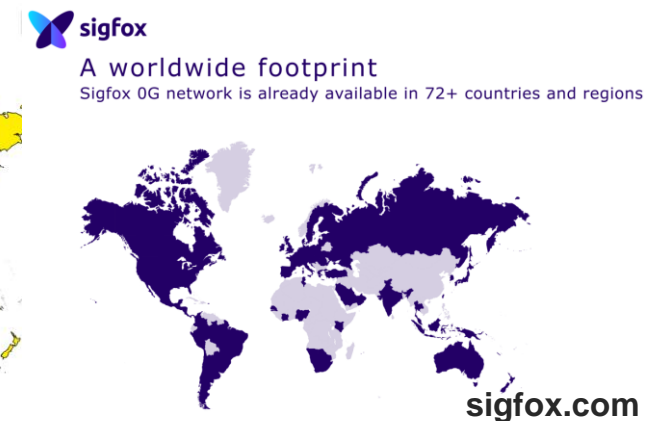 sigfox
A worldwide footprint
Sigfox 0G network is already available in 72+ countries and regions
sigfox.com